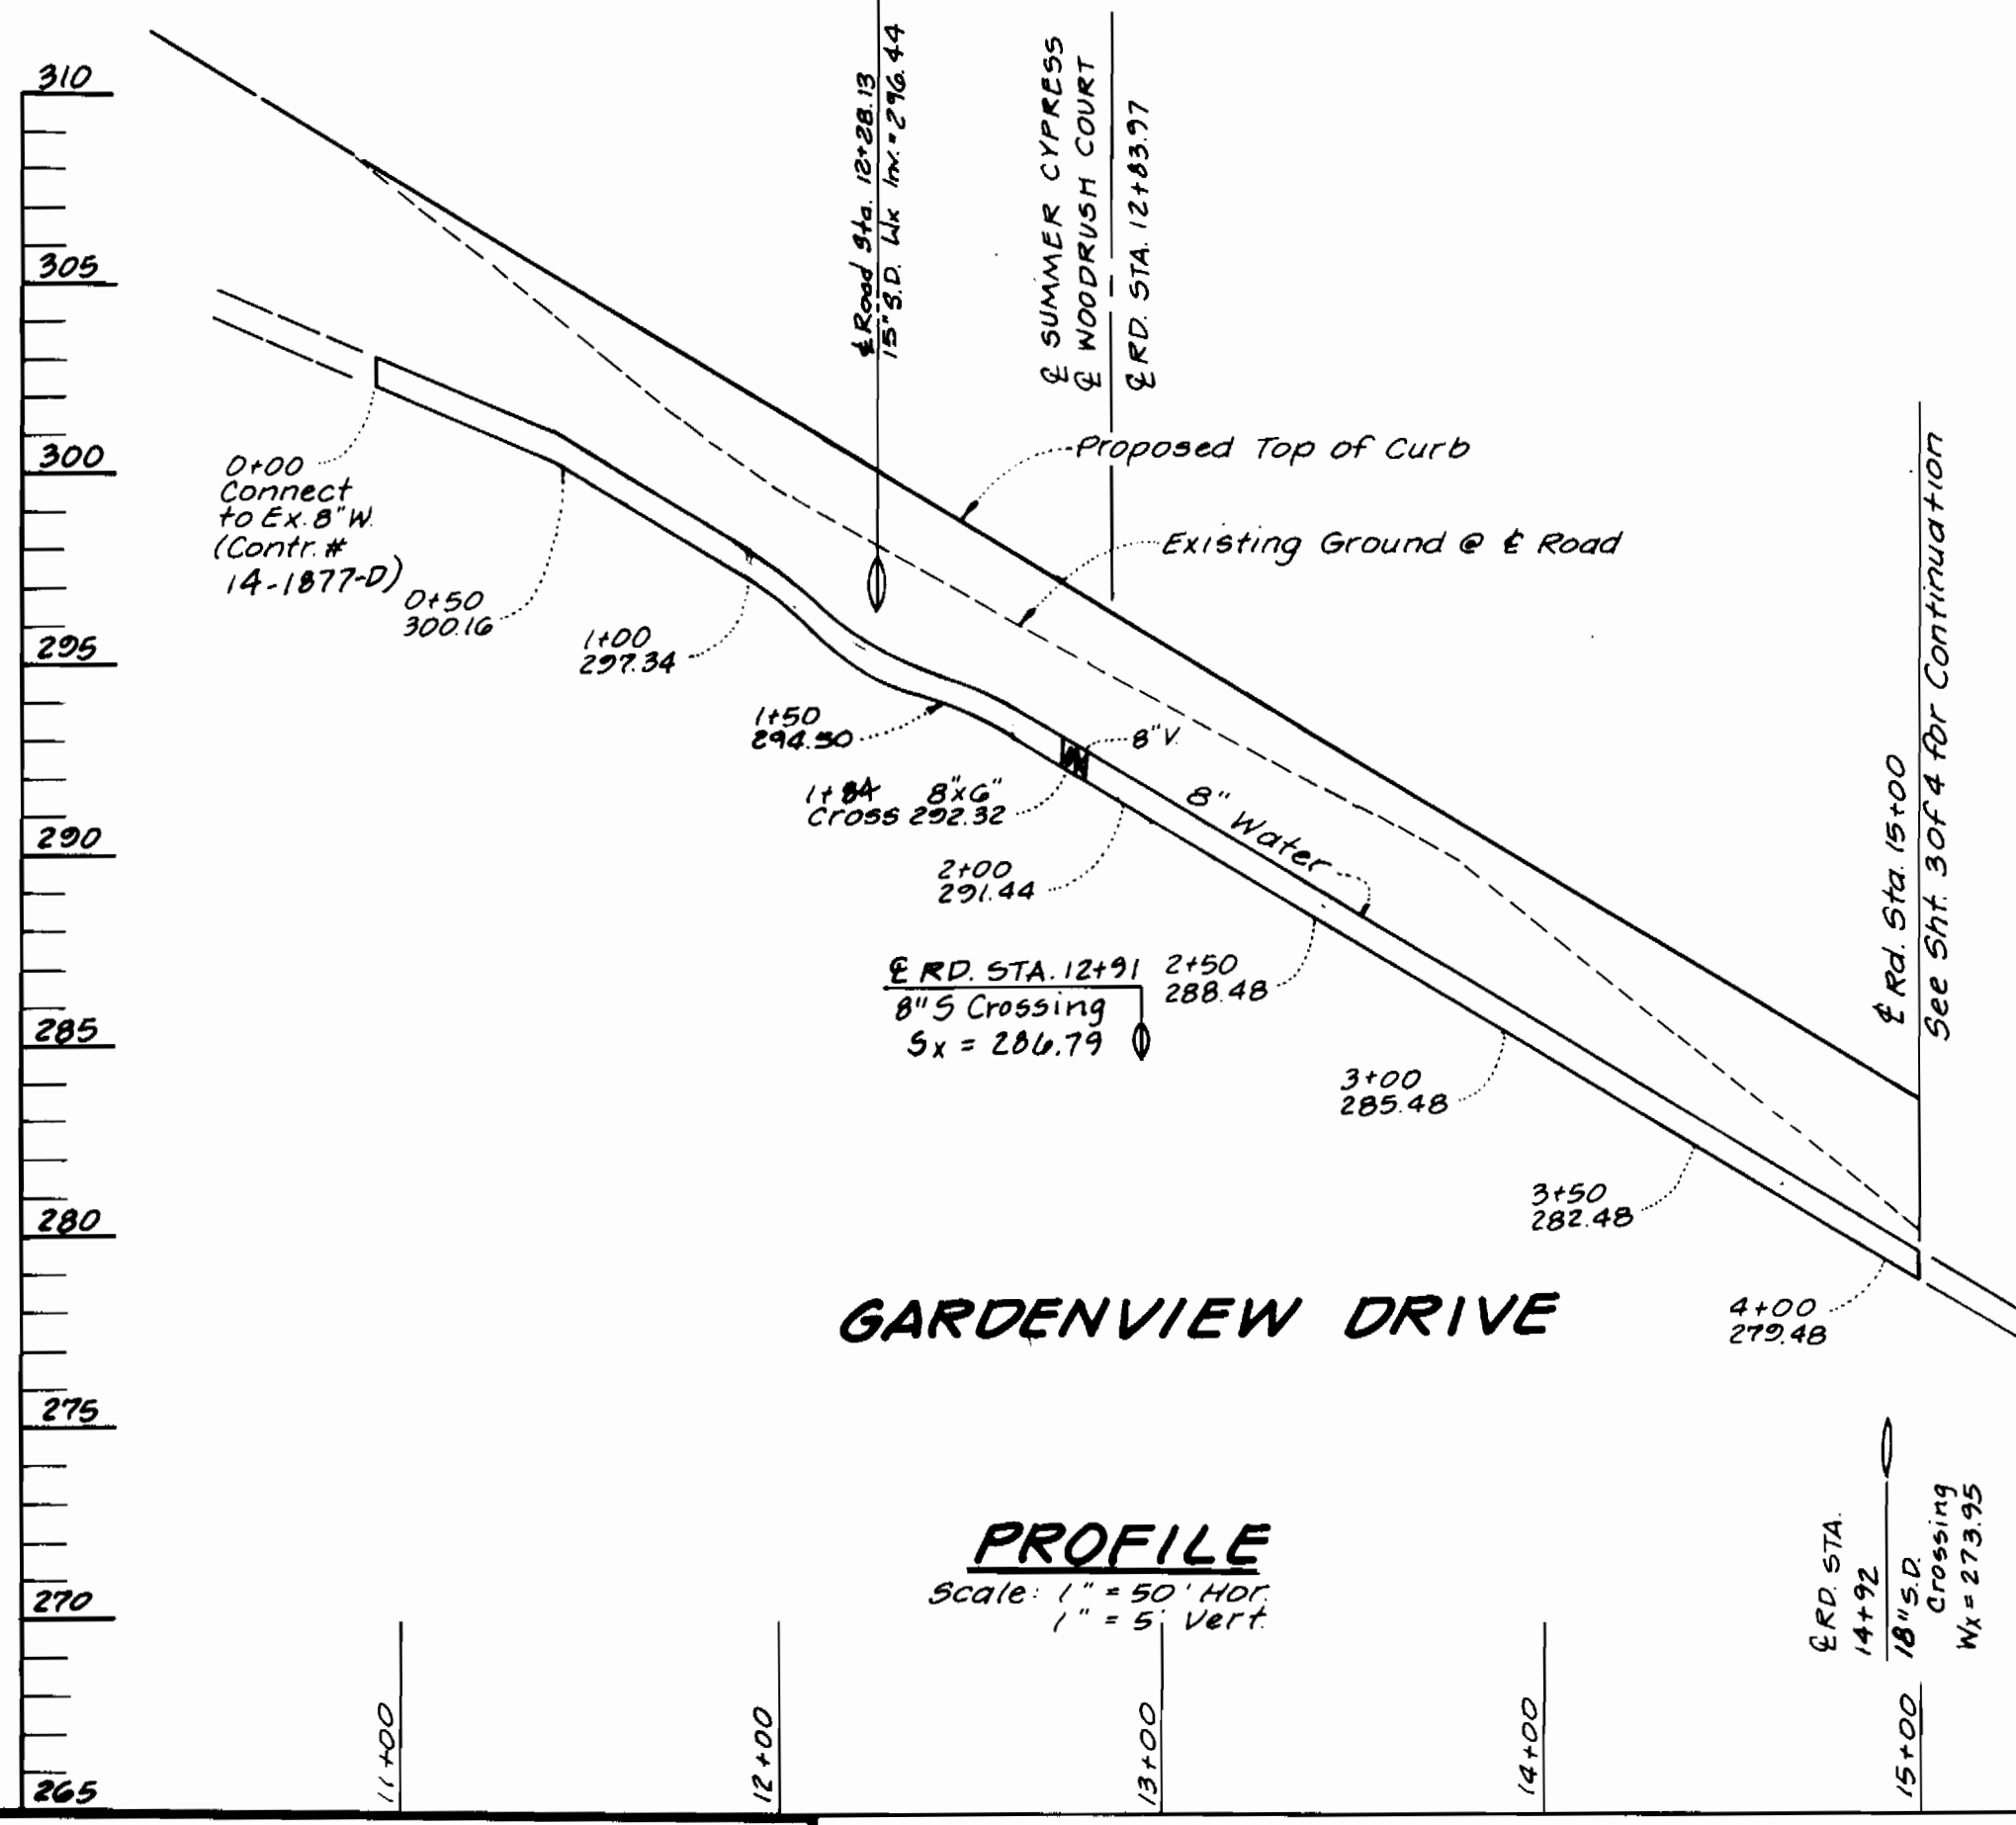 310
305
300
295
290
285
280
275
270
265
℄ Road Sta. 12+28.13
15" S.D. Wx Inv. = 296.44
℄ SUMMER CYPRESS
℄ WOODRUSH COURT
℄ RD. STA. 12+83.97
Proposed Top of Curb
Existing Ground @ ℄ Road
0+00
Connect
to Ex. 8" W.
(Contr. #
14-1877-D)
0+50
300.16
1+00
297.34
1+50
294.50
8" V.
1+84 8"x6"
Cross 292.32
8" Water
2+00
291.44
℄ RD. STA. 12+91
8" S Crossing
Sx = 286.79
2+50
288.48
3+00
285.48
3+50
282.48
4+00
279.48
℄ Rd. Sta. 15+00
See Sht. 3 of 4 for Continuation
GARDENVIEW DRIVE
PROFILE
Scale: 1" = 50' Hor.
1" = 5' Vert.
℄ RD. STA.
14+92
18" S.D.
Crossing
Wx = 273.95
11+00
12+00
13+00
14+00
15+00